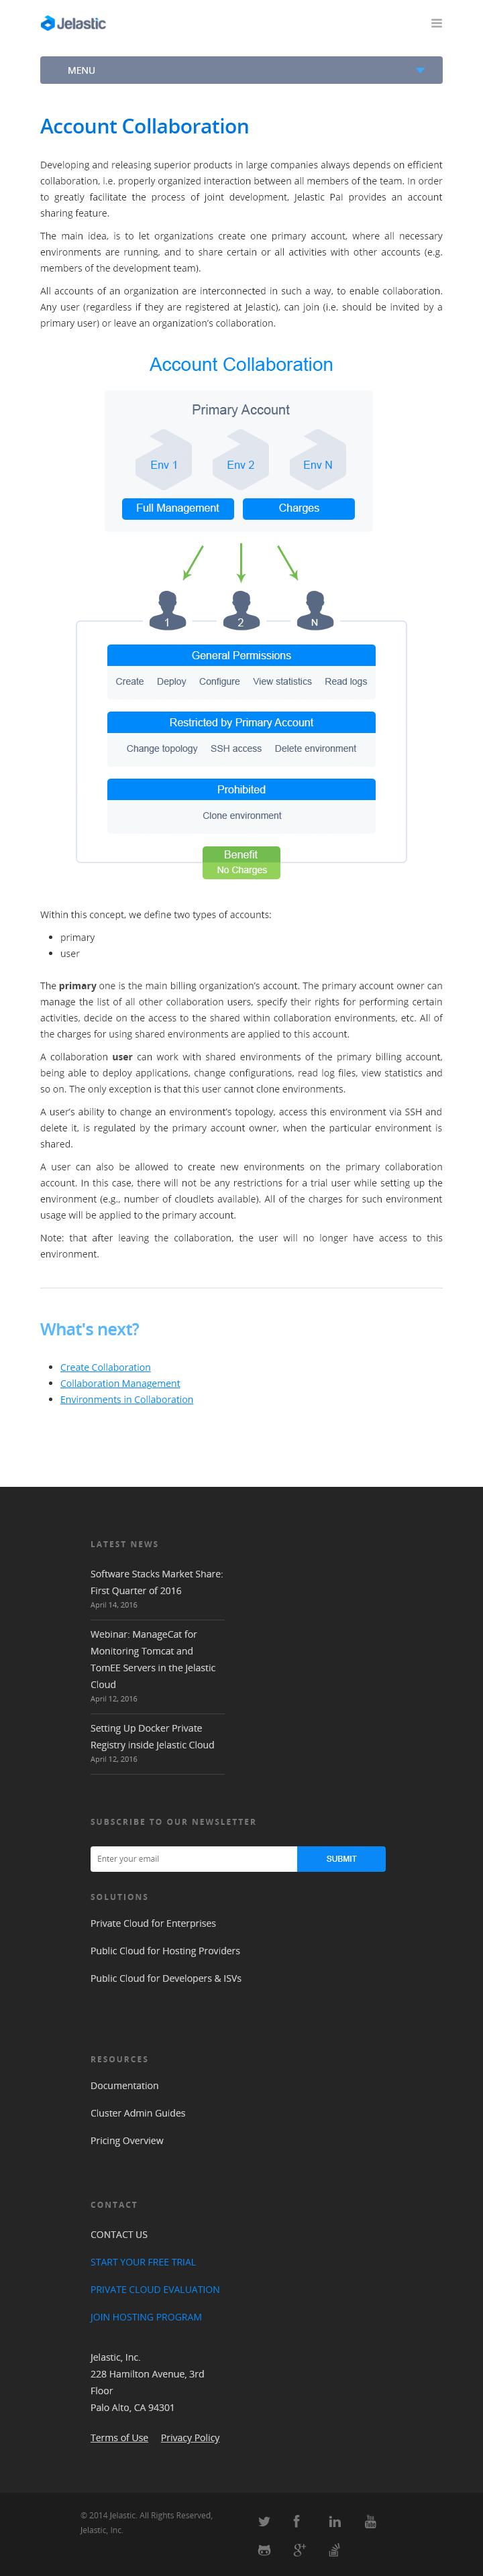 Jelastic
MENU
Account Collaboration
Developing and releasing superior products in large companies always depends on efficient
collaboration, i.e. properly organized interaction between all members of the team. In order
to greatly facilitate the process of joint development, Jelastic PaI provides an account
sharing feature.
The main idea, is to let organizations create one primary account, where all necessary
environments are running, and to share certain or all activities with other accounts (e.g.
members of the development team).
All accounts of an organization are interconnected in such a way, to enable collaboration.
Any user (regardless if they are registered at Jelastic), can join (i.e. should be invited by a
primary user) or leave an organization's collaboration.
Account Collaboration
Primary Account
Env 1 Env 2 Env N
Full Management Charges
1 2 N
General Permissions
Create Deploy Configure View statistics Read logs
Restricted by Primary Account
Change topology SSH access Delete environment
Prohibited
Clone environment
Benefit
No Charges
Within this concept, we define two types of accounts:
primary
user
The primary one is the main billing organization's account. The primary account owner can
manage the list of all other collaboration users, specify their rights for performing certain
activities, decide on the access to the shared within collaboration environments, etc. All of
the charges for using shared environments are applied to this account.
A collaboration user can work with shared environments of the primary billing account,
being able to deploy applications, change configurations, read log files, view statistics and
so on. The only exception is that this user cannot clone environments.
A user's ability to change an environment's topology, access this environment via SSH and
delete it, is regulated by the primary account owner, when the particular environment is
shared.
A user can also be allowed to create new environments on the primary collaboration
account. In this case, there will not be any restrictions for a trial user while setting up the
environment (e.g., number of cloudlets available). All of the charges for such environment
usage will be applied to the primary account.
Note: that after leaving the collaboration, the user will no longer have access to this
environment.
What's next?
Create Collaboration
Collaboration Management
Environments in Collaboration
LATEST NEWS
Software Stacks Market Share:
First Quarter of 2016
April 14, 2016
Webinar: ManageCat for
Monitoring Tomcat and
TomEE Servers in the Jelastic
Cloud
April 12, 2016
Setting Up Docker Private
Registry inside Jelastic Cloud
April 12, 2016
SUBSCRIBE TO OUR NEWSLETTER
Enter your email SUBMIT
SOLUTIONS
Private Cloud for Enterprises
Public Cloud for Hosting Providers
Public Cloud for Developers & ISVs
RESOURCES
Documentation
Cluster Admin Guides
Pricing Overview
CONTACT
CONTACT US
START YOUR FREE TRIAL
PRIVATE CLOUD EVALUATION
JOIN HOSTING PROGRAM
Jelastic, Inc.
228 Hamilton Avenue, 3rd
Floor
Palo Alto, CA 94301
Terms of Use Privacy Policy
© 2014 Jelastic. All Rights Reserved,
Jelastic, Inc.